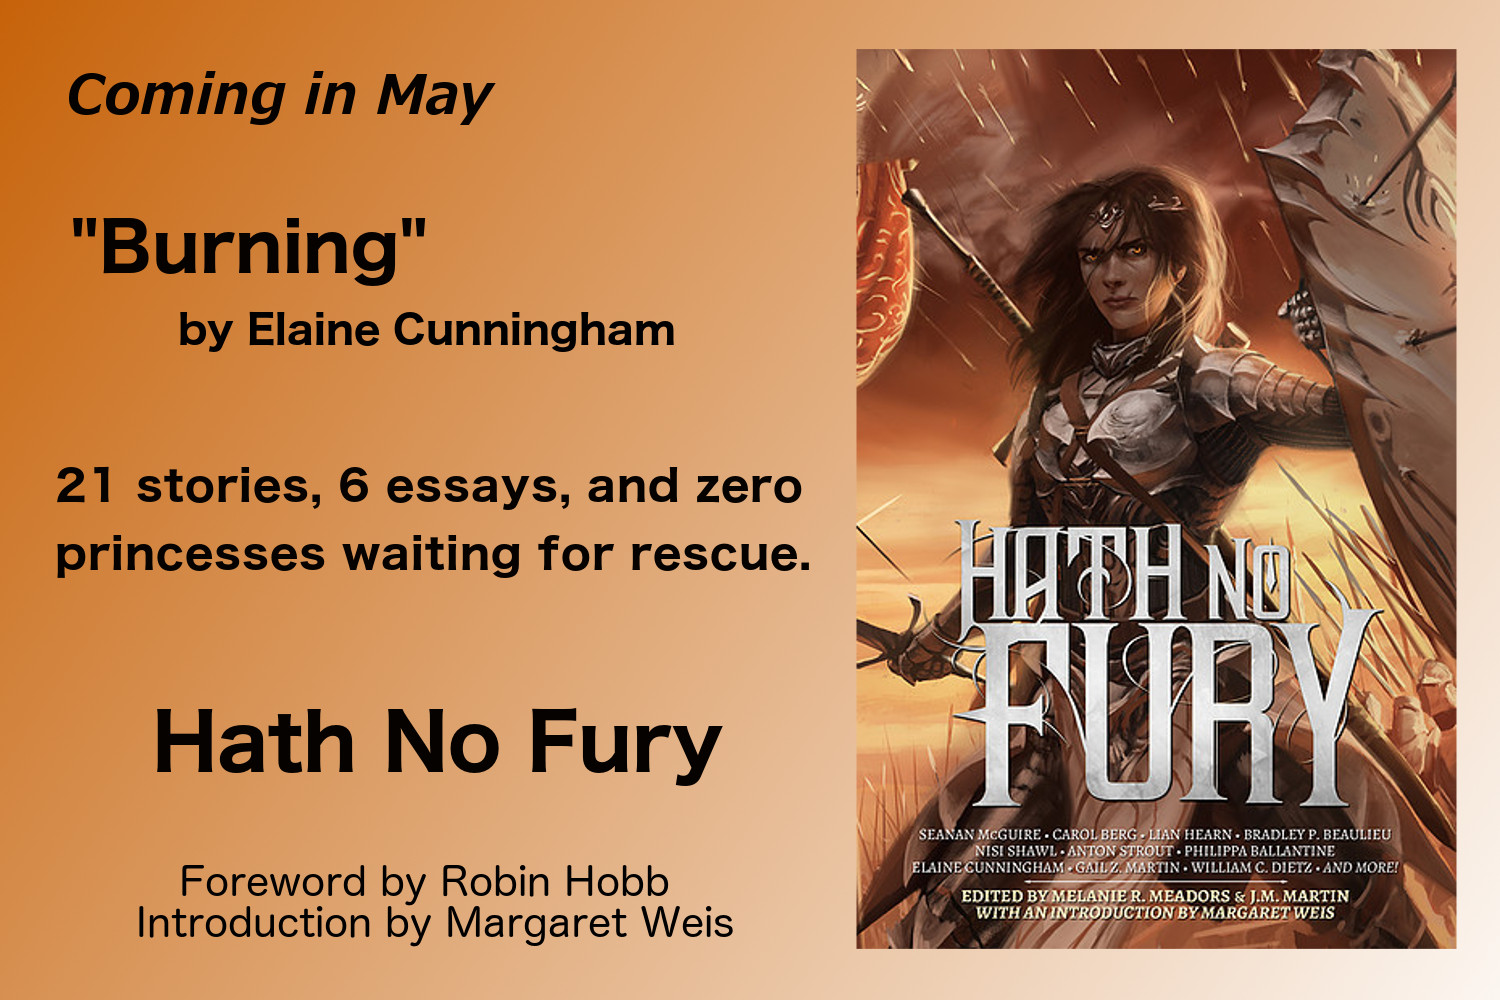 Coming in May
"Burning"
by Elaine Cunningham
21 stories, 6 essays, and zero
princesses waiting for rescue.
Hath No Fury
Foreword by Robin Hobb
Introduction by Margaret Weis
HATH NO
FURY
SEANAN McGUIRE • CAROL BERG • LIAN HEARN • BRADLEY P. BEAULIEU
NISI SHAWL • ANTON STROUT • PHILIPPA BALLANTINE
ELAINE CUNNINGHAM • GAIL Z. MARTIN • WILLIAM C. DIETZ • AND MORE!
EDITED BY MELANIE R. MEADORS & J.M. MARTIN
WITH AN INTRODUCTION BY MARGARET WEIS